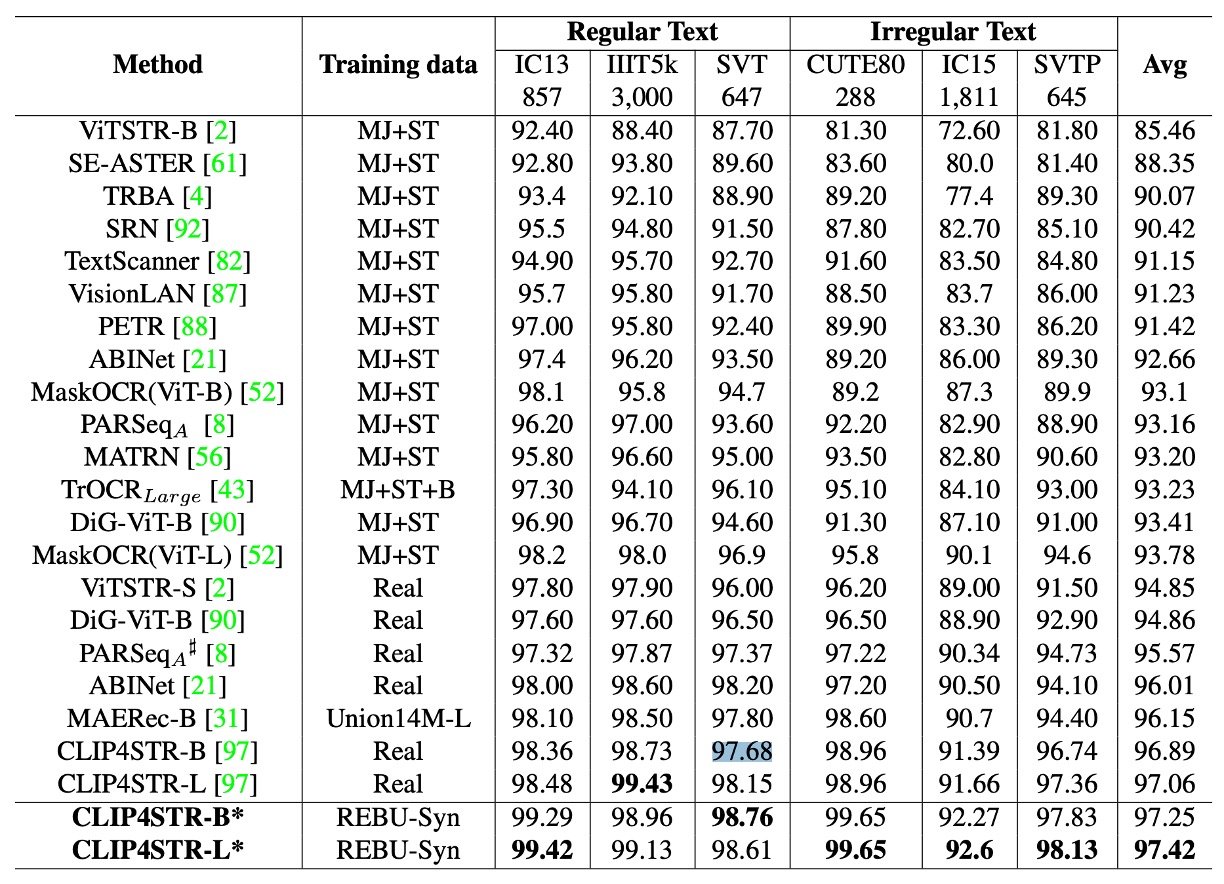 Method Training data Regular Text Irregular Text Avg
IC13 IIIT5k SVT CUTE80 IC15 SVTP
857 3,000 647 288 1,811 645
ViTSTR-B [2] MJ+ST 92.40 88.40 87.70 81.30 72.60 81.80 85.46
SE-ASTER [61] MJ+ST 92.80 93.80 89.60 83.60 80.0 81.40 88.35
TRBA [4] MJ+ST 93.4 92.10 88.90 89.20 77.4 89.30 90.07
SRN [92] MJ+ST 95.5 94.80 91.50 87.80 82.70 85.10 90.42
TextScanner [82] MJ+ST 94.90 95.70 92.70 91.60 83.50 84.80 91.15
VisionLAN [87] MJ+ST 95.7 95.80 91.70 88.50 83.7 86.00 91.23
PETR [88] MJ+ST 97.00 95.80 92.40 89.90 83.30 86.20 91.42
ABINet [21] MJ+ST 97.4 96.20 93.50 89.20 86.00 89.30 92.66
MaskOCR(ViT-B) [52] MJ+ST 98.1 95.8 94.7 89.2 87.3 89.9 93.1
PARSeqA [8] MJ+ST 96.20 97.00 93.60 92.20 82.90 88.90 93.16
MATRN [56] MJ+ST 95.80 96.60 95.00 93.50 82.80 90.60 93.20
TrOCRLarge [43] MJ+ST+B 97.30 94.10 96.10 95.10 84.10 93.00 93.23
DiG-ViT-B [90] MJ+ST 96.90 96.70 94.60 91.30 87.10 91.00 93.41
MaskOCR(ViT-L) [52] MJ+ST 98.2 98.0 96.9 95.8 90.1 94.6 93.78
ViTSTR-S [2] Real 97.80 97.90 96.00 96.20 89.00 91.50 94.85
DiG-ViT-B [90] Real 97.60 97.60 96.50 96.50 88.90 92.90 94.86
PARSeqA♯ [8] Real 97.32 97.87 97.37 97.22 90.34 94.73 95.57
ABINet [21] Real 98.00 98.60 98.20 97.20 90.50 94.10 96.01
MAERec-B [31] Union14M-L 98.10 98.50 97.80 98.60 90.7 94.40 96.15
CLIP4STR-B [97] Real 98.36 98.73 97.68 98.96 91.39 96.74 96.89
CLIP4STR-L [97] Real 98.48 99.43 98.15 98.96 91.66 97.36 97.06
CLIP4STR-B* REBU-Syn 99.29 98.96 98.76 99.65 92.27 97.83 97.25
CLIP4STR-L* REBU-Syn 99.42 99.13 98.61 99.65 92.6 98.13 97.42